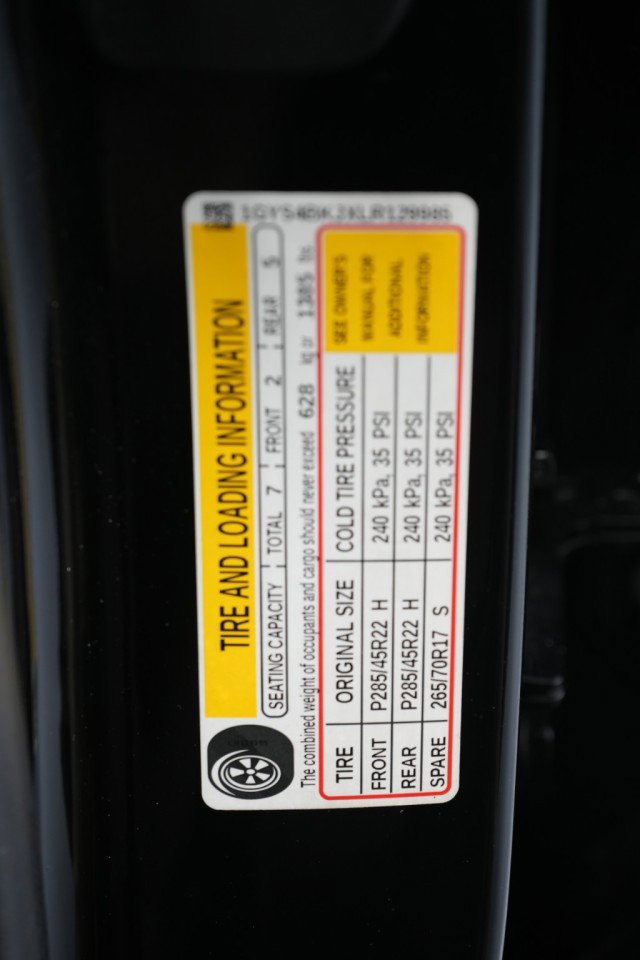 TIRE AND LOADING INFORMATION
SEATING CAPACITY TOTAL 7 FRONT 2 REAR 5
The combined weight of occupants and cargo should never exceed 628 kg or 1385 lbs
TIRE ORIGINAL SIZE COLD TIRE PRESSURE
FRONT P285/45R22 H 240 kPa, 35 PSI
REAR P285/45R22 H 240 kPa, 35 PSI
SPARE 265/70R17 S 240 kPa, 35 PSI
SEE OWNER'S
MANUAL FOR
ADDITIONAL
INFORMATION